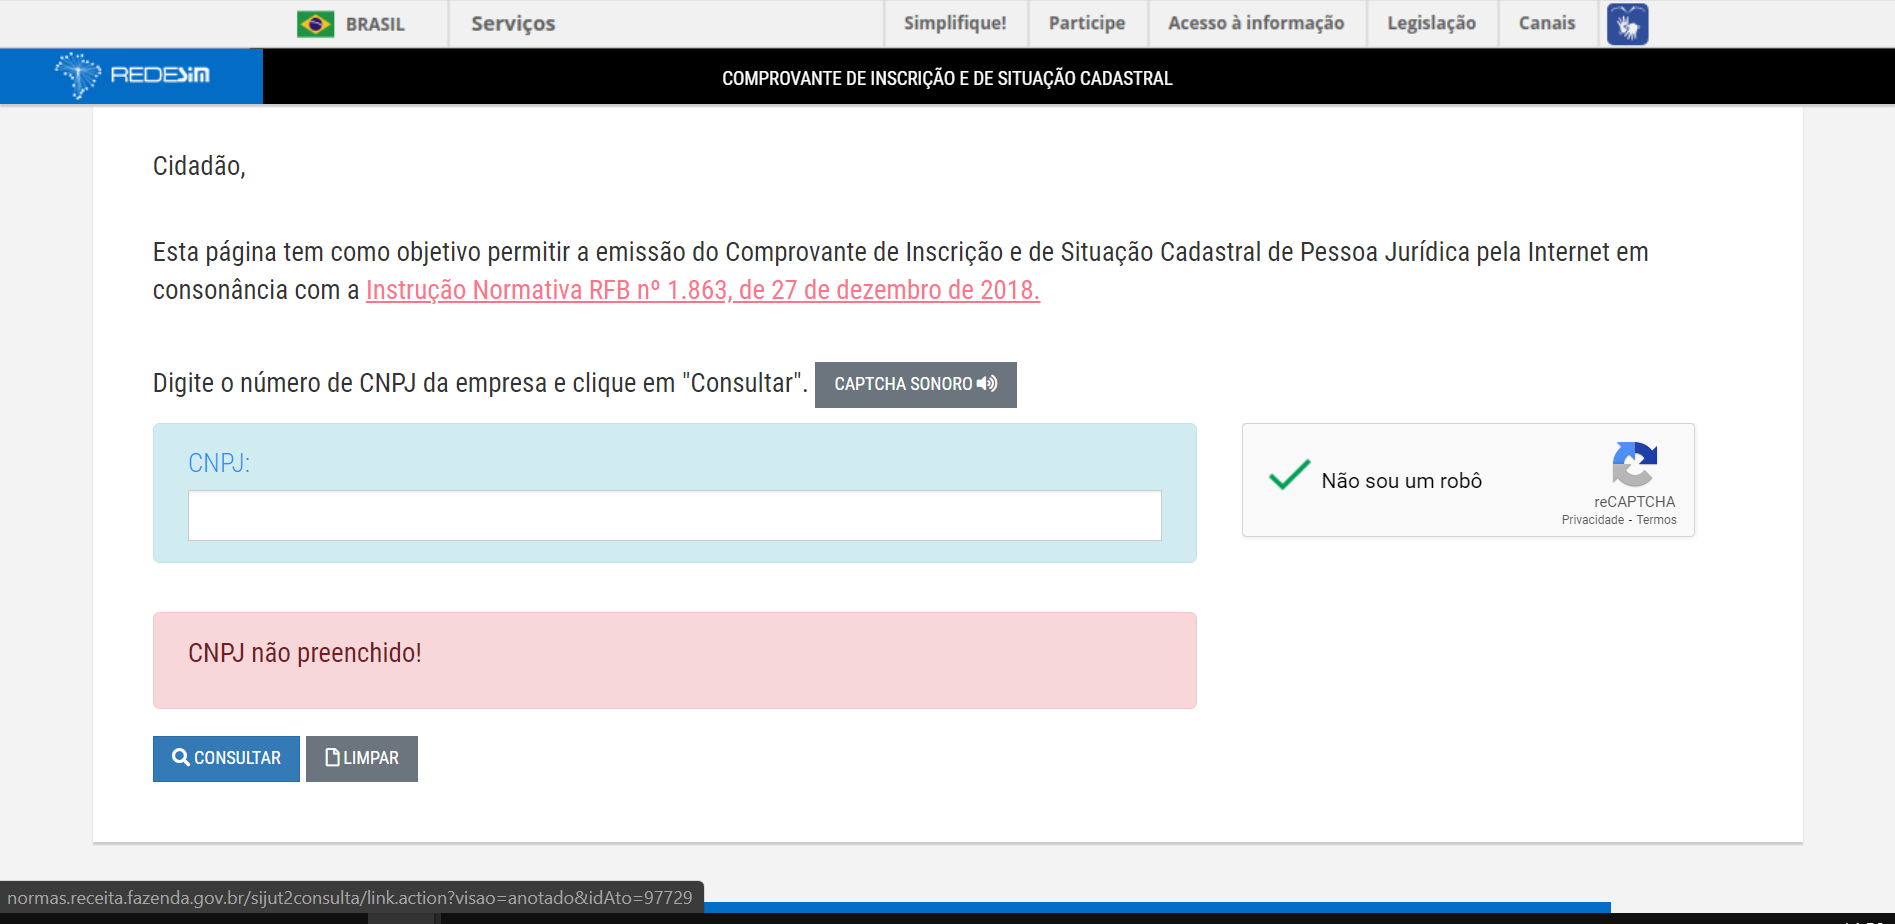 BRASIL
Serviços
Simplifique!
Participe
Acesso à informação
Legislação
Canais
REDESIM
COMPROVANTE DE INSCRIÇÃO E DE SITUAÇÃO CADASTRAL
Cidadão,
Esta página tem como objetivo permitir a emissão do Comprovante de Inscrição e de Situação Cadastral de Pessoa Jurídica pela Internet em
consonância com a Instrução Normativa RFB nº 1.863, de 27 de dezembro de 2018.
Digite o número de CNPJ da empresa e clique em "Consultar". CAPTCHA SONORO
CNPJ:
Não sou um robô
reCAPTCHA
Privacidade - Termos
CNPJ não preenchido!
CONSULTAR
LIMPAR
normas.receita.fazenda.gov.br/sijut2consulta/link.action?visao=anotado&idAto=97729